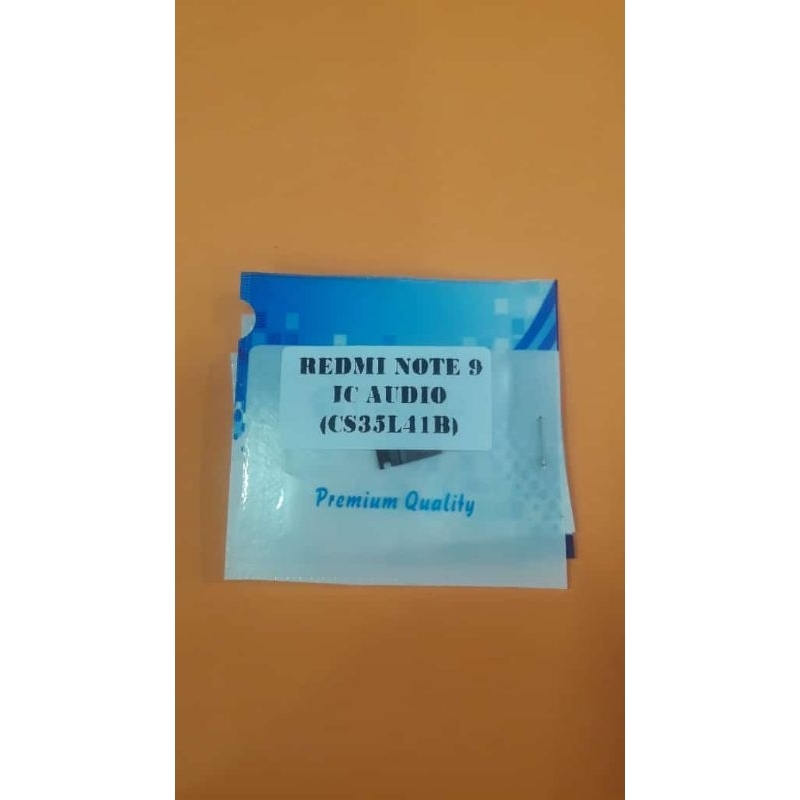 REDMI NOTE 9
IC AUDIO
(CS35L41B)
Premium Quality